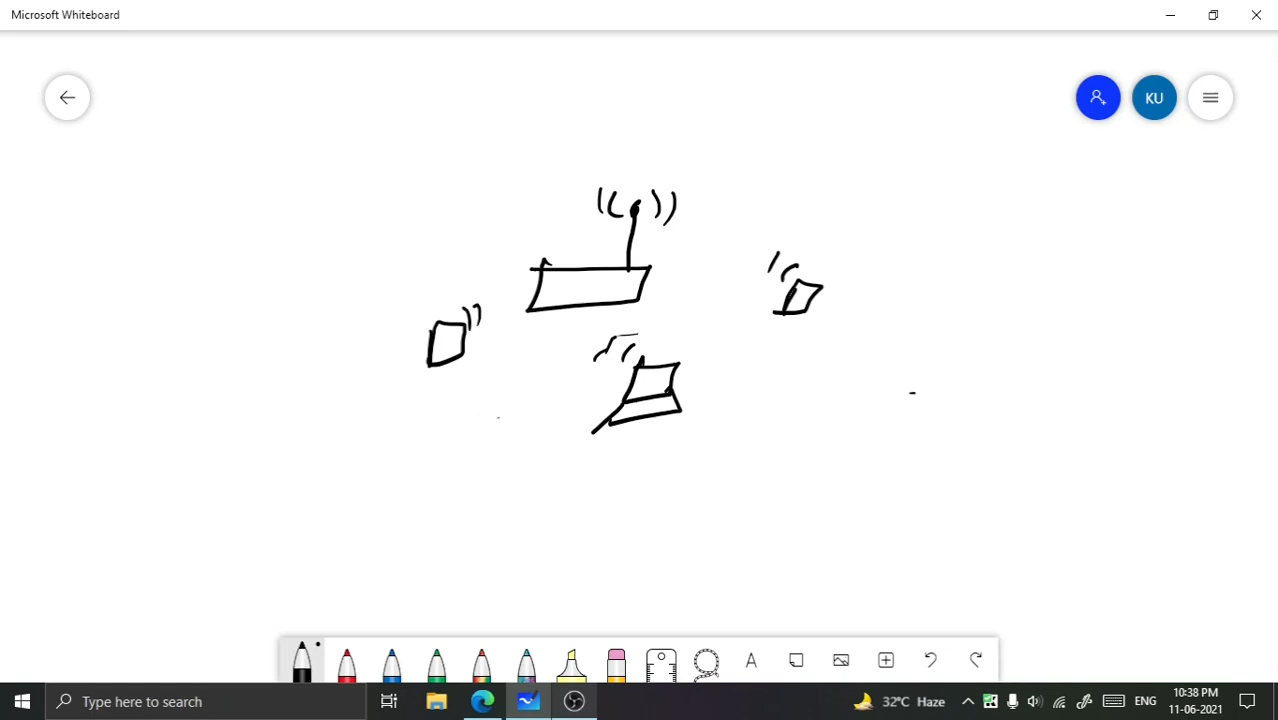 Microsoft Whiteboard
KU
A
Type here to search
32°C Haze
ENG
10:38 PM
11-06-2021